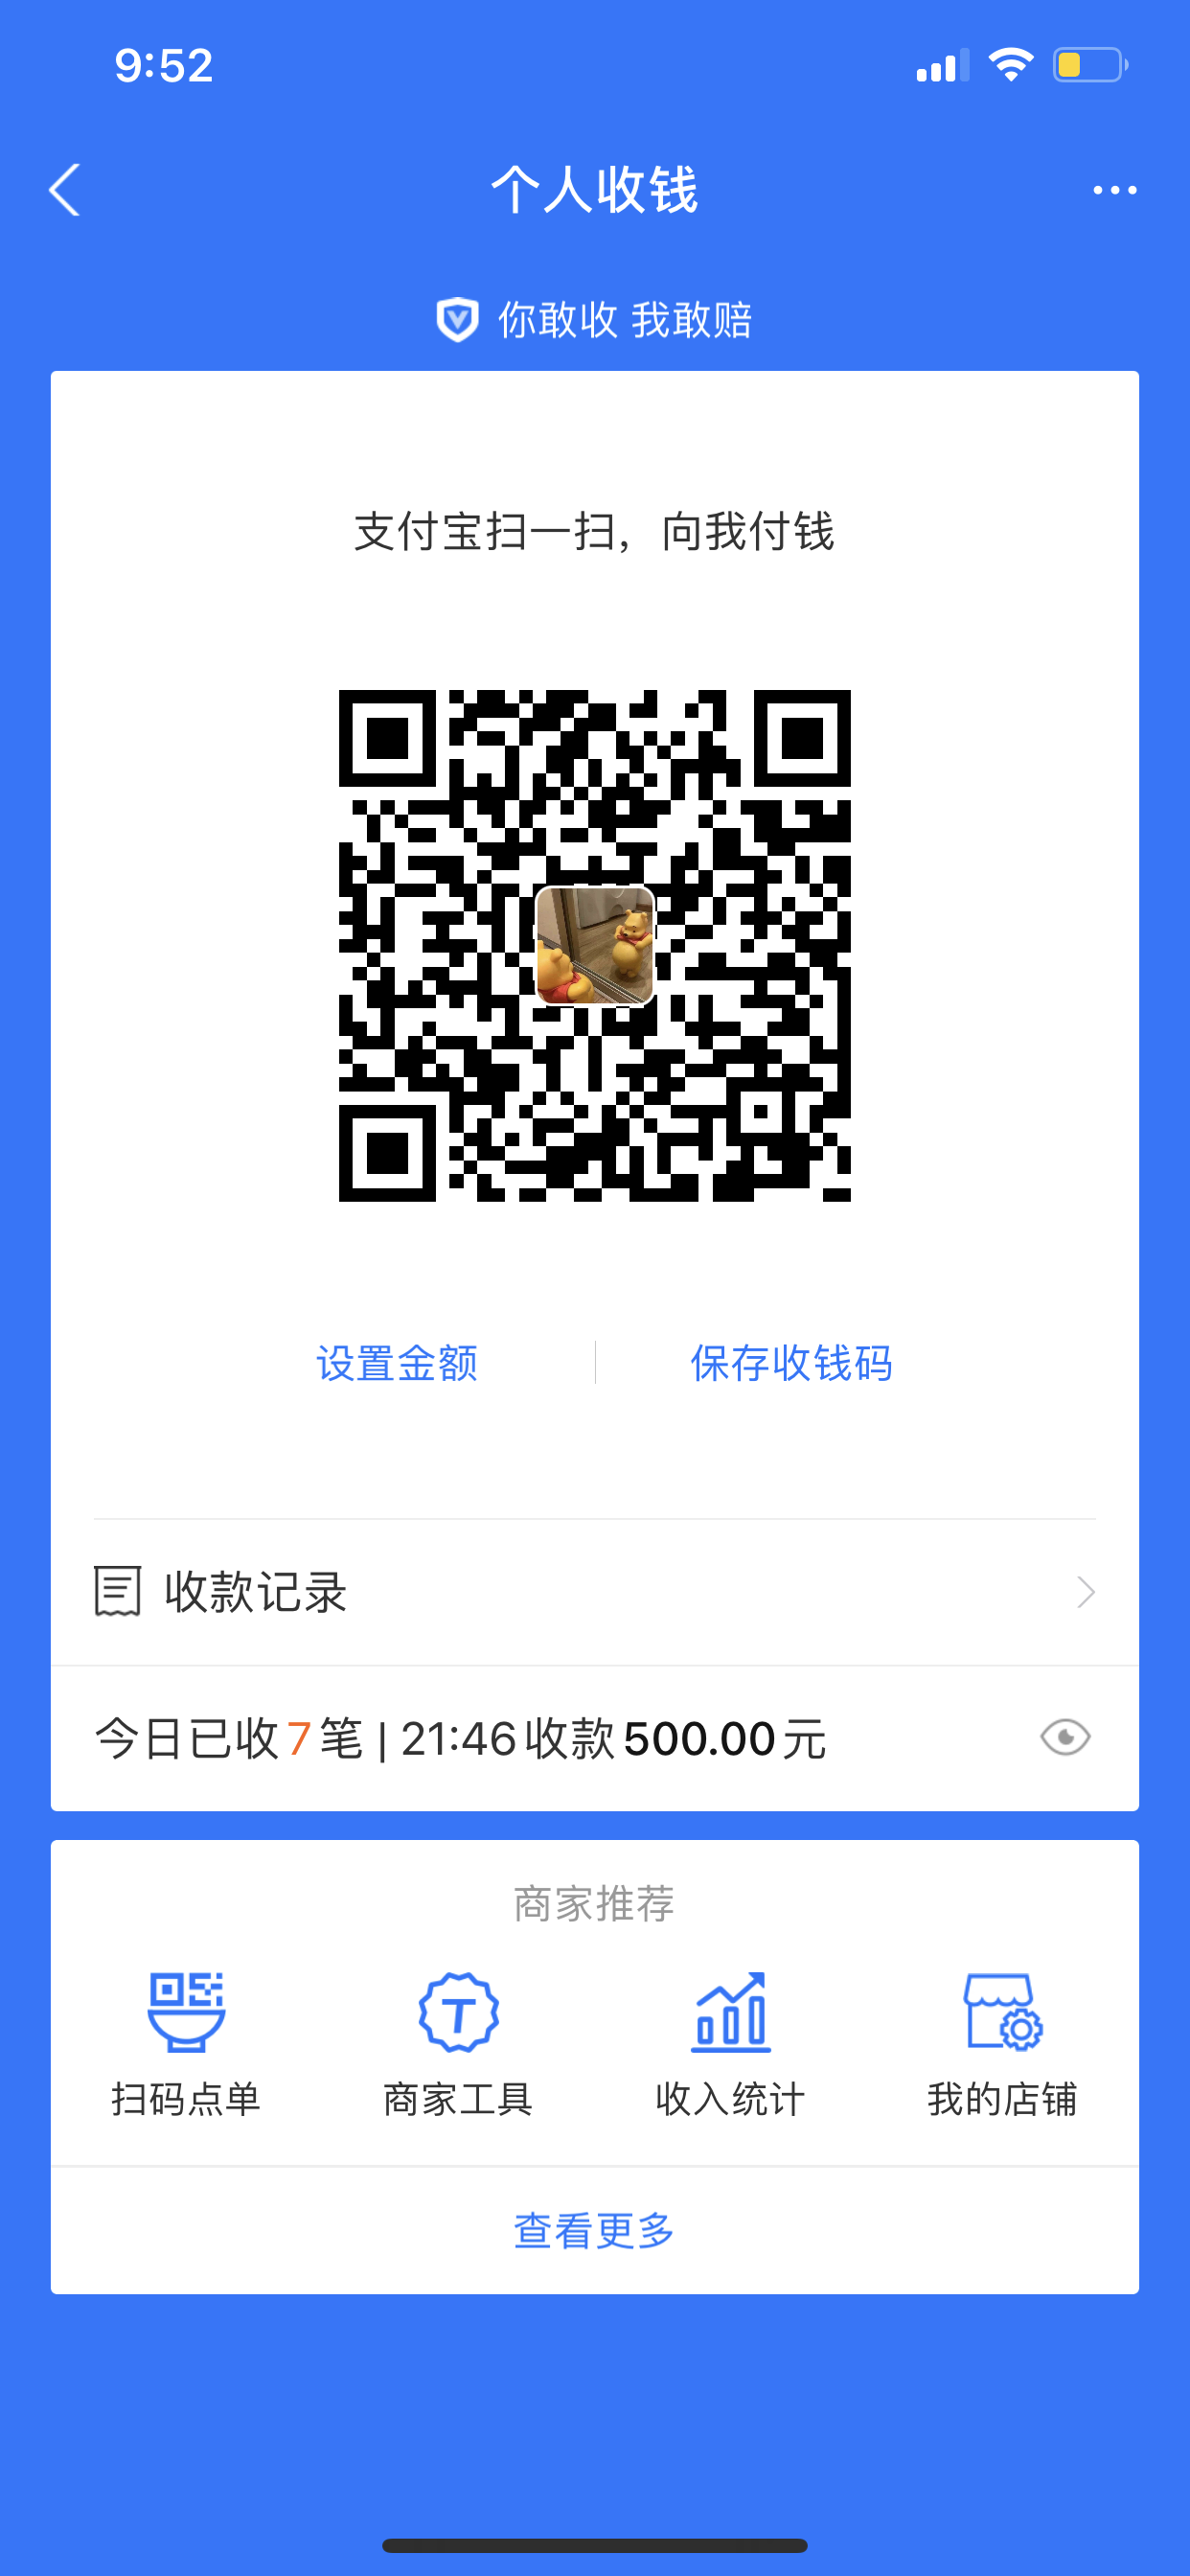 9:52
个人收钱
你敢收 我敢赔
支付宝扫一扫，向我付钱
设置金额
保存收钱码
收款记录
今日已收7笔 | 21:46收款500.00元
商家推荐
扫码点单
商家工具
收入统计
我的店铺
查看更多